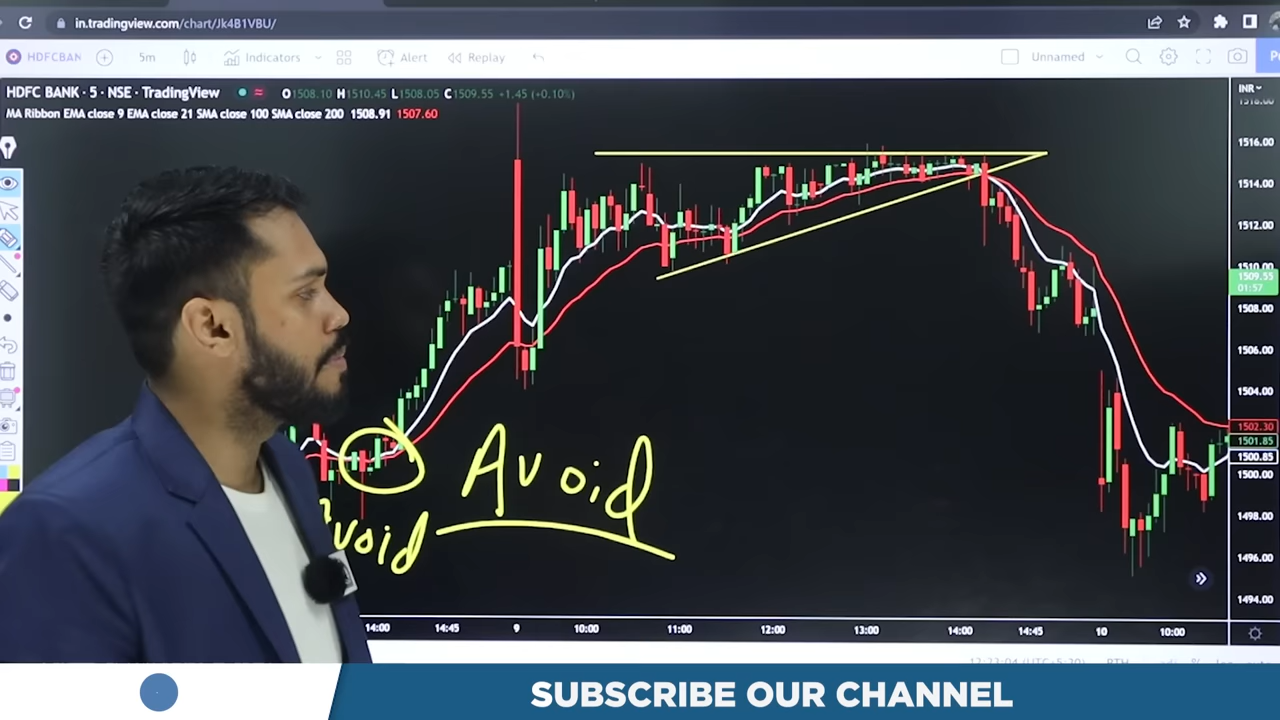 in.tradingview.com/chart/Jk4B1VBU/
HDFCBAN
5m
Indicators
Alert
Replay
Unnamed
HDFC BANK · 5 · NSE · TradingView
O1508.10 H1510.45 L1508.05 C1509.55 +1.45 (+0.10%)
MA Ribbon EMA close 9 EMA close 21 SMA close 100 SMA close 200 1508.91 1507.60
INR
1518.00
1516.00
1514.00
1512.00
1510.00
1509.55
01:57
1508.00
1506.00
1504.00
1502.30
1501.85
1500.85
1500.00
1498.00
1496.00
1494.00
Avoid
Avoid
14:00 14:45 9 10:00 11:00 12:00 13:00 14:00 14:45 10 10:00
SUBSCRIBE OUR CHANNEL